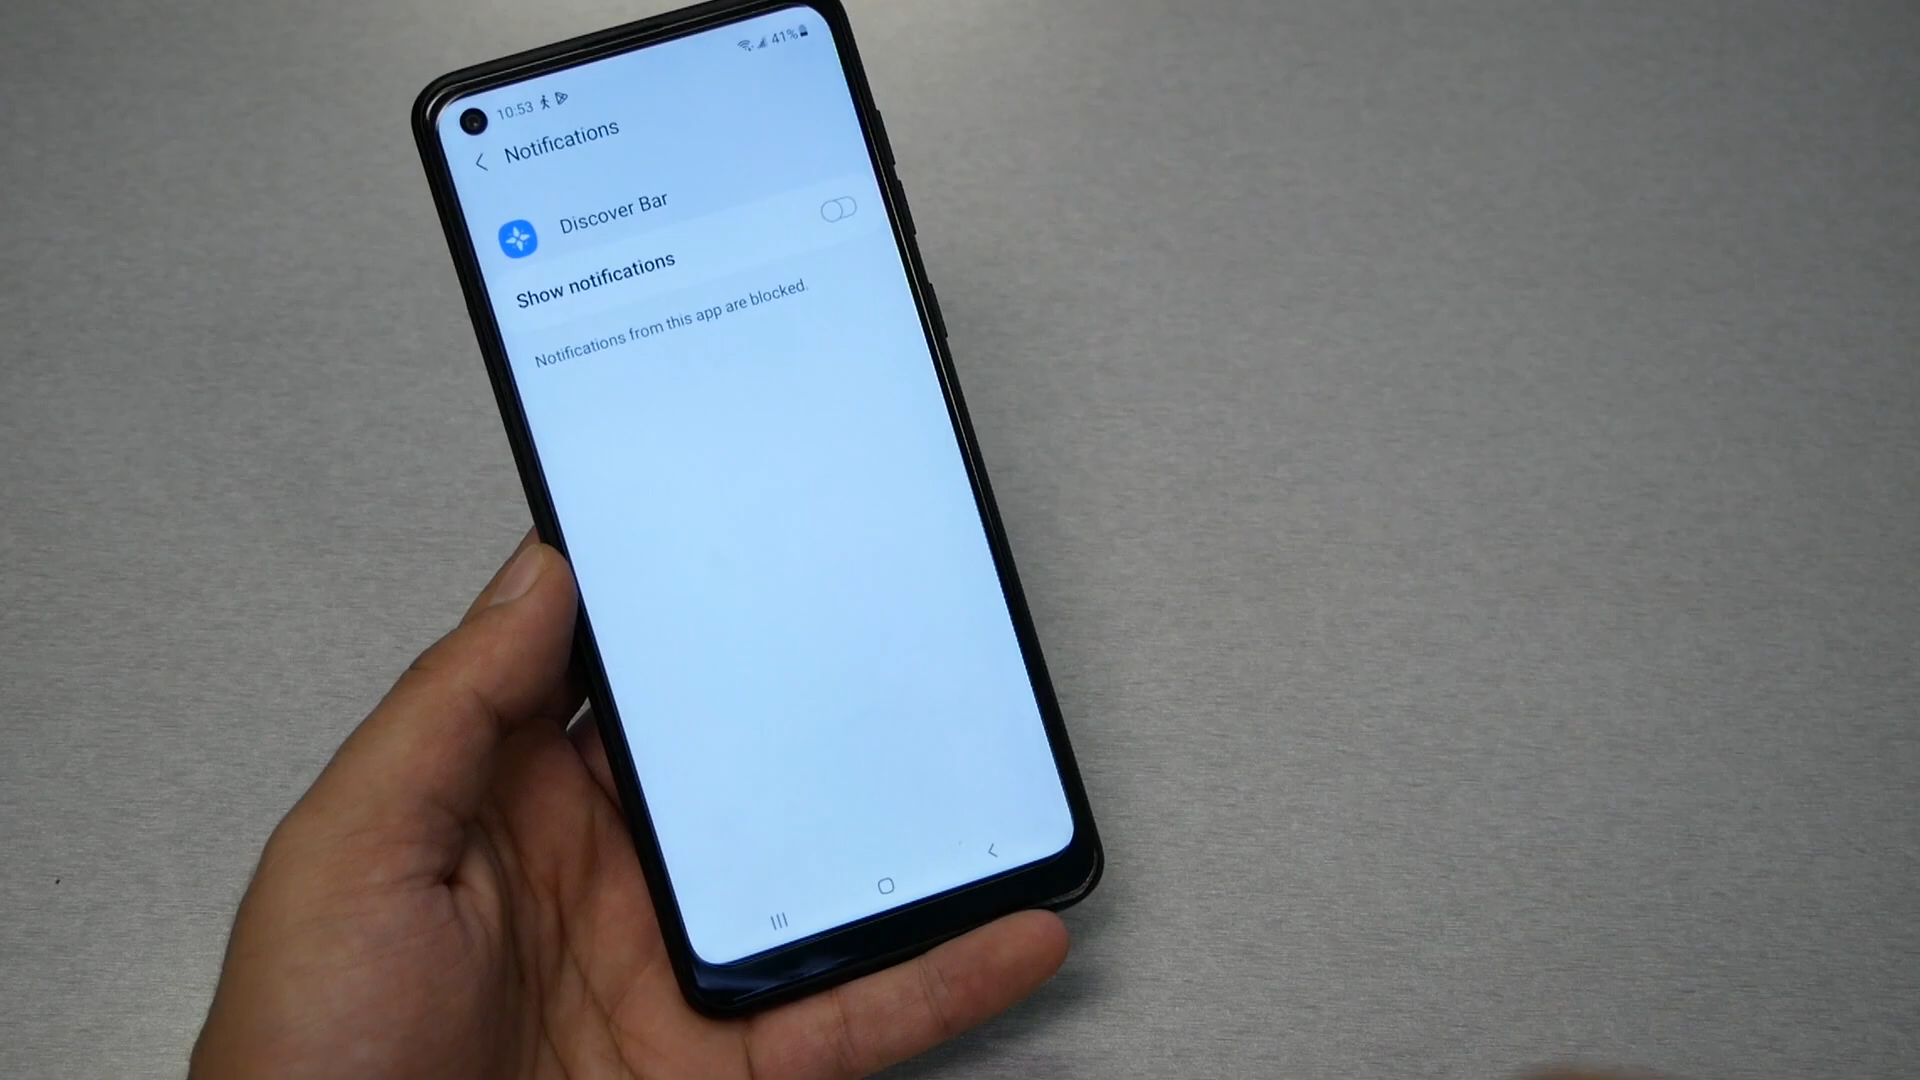 10:53
41%
Notifications
Discover Bar
Show notifications
Notifications from this app are blocked.